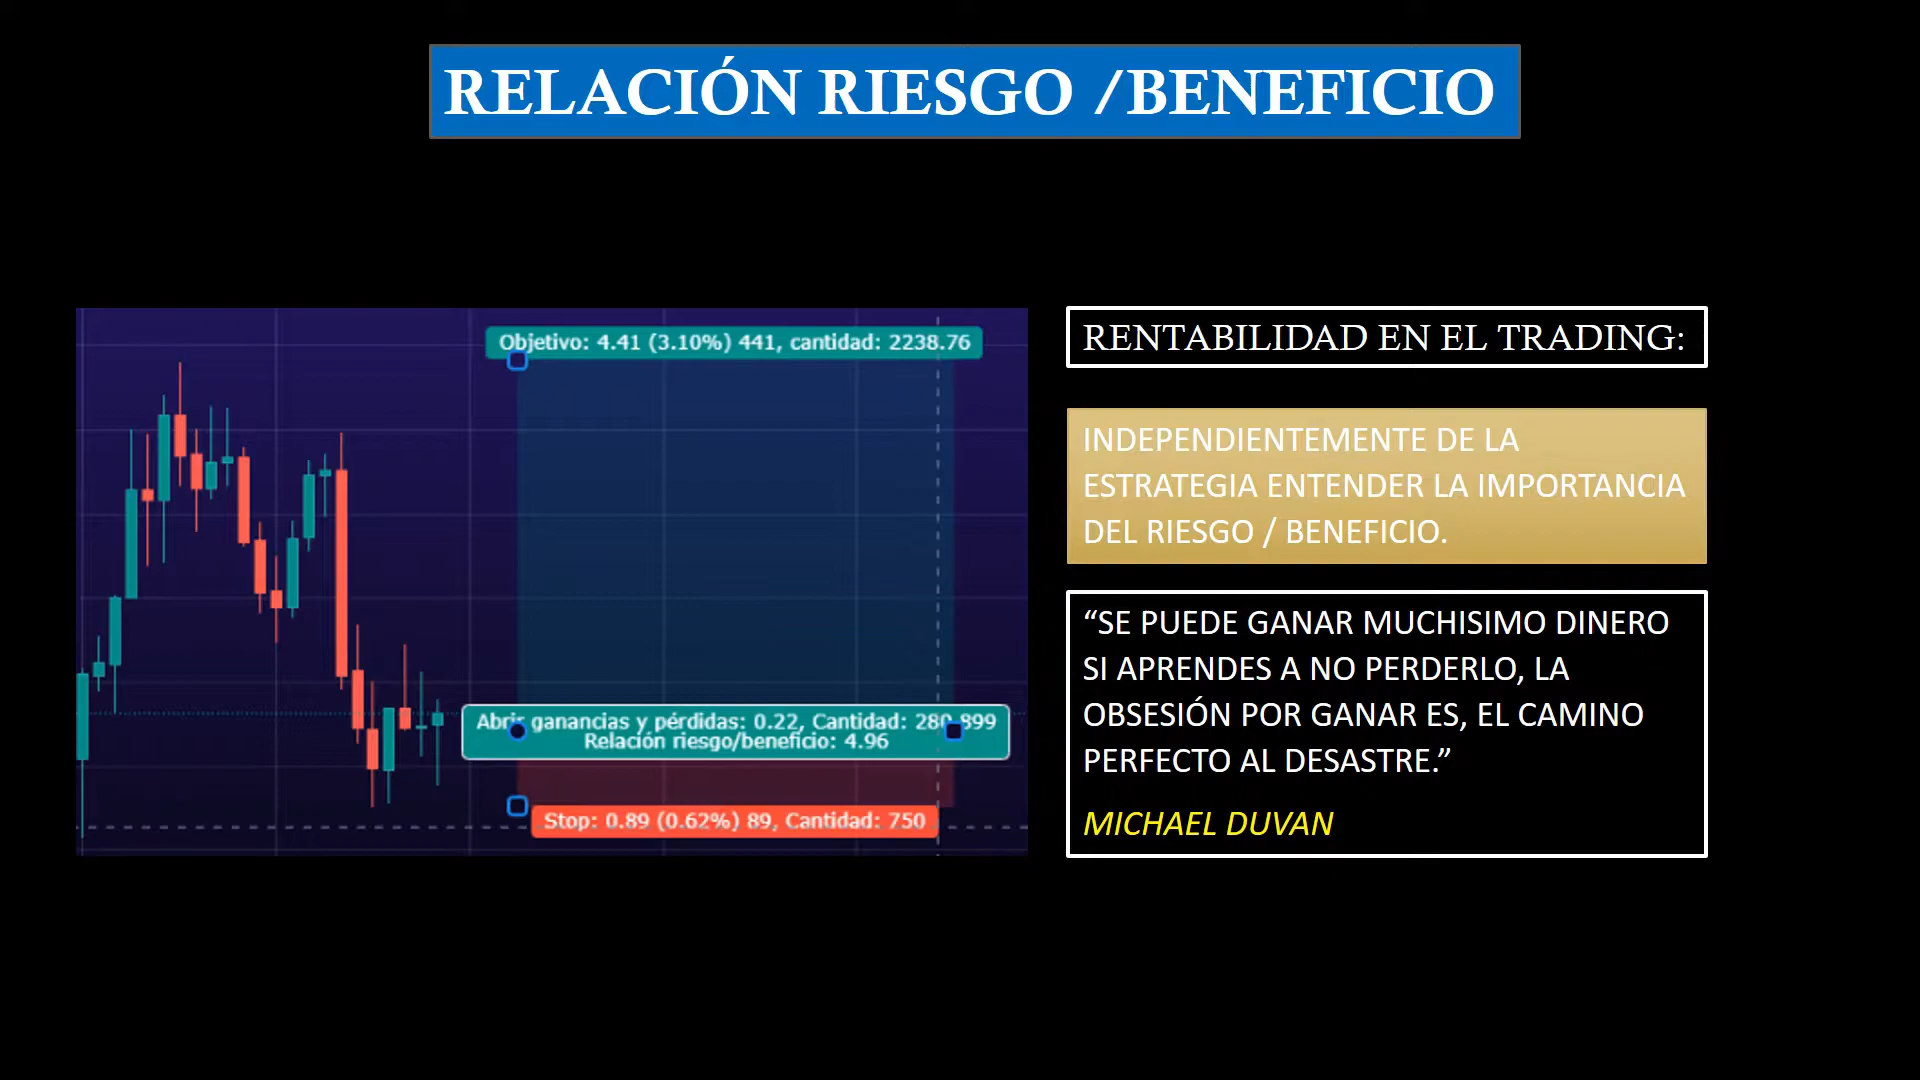 RELACIÓN RIESGO /BENEFICIO
Objetivo: 4.41 (3.10%) 441, cantidad: 2238.76
Abrir ganancias y pérdidas: 0.22, Cantidad: 280.899
Relación riesgo/beneficio: 4.96
Stop: 0.89 (0.62%) 89, Cantidad: 750
RENTABILIDAD EN EL TRADING:
INDEPENDIENTEMENTE DE LA
ESTRATEGIA ENTENDER LA IMPORTANCIA
DEL RIESGO / BENEFICIO.
“SE PUEDE GANAR MUCHISIMO DINERO
SI APRENDES A NO PERDERLO, LA
OBSESIÓN POR GANAR ES, EL CAMINO
PERFECTO AL DESASTRE.”
MICHAEL DUVAN